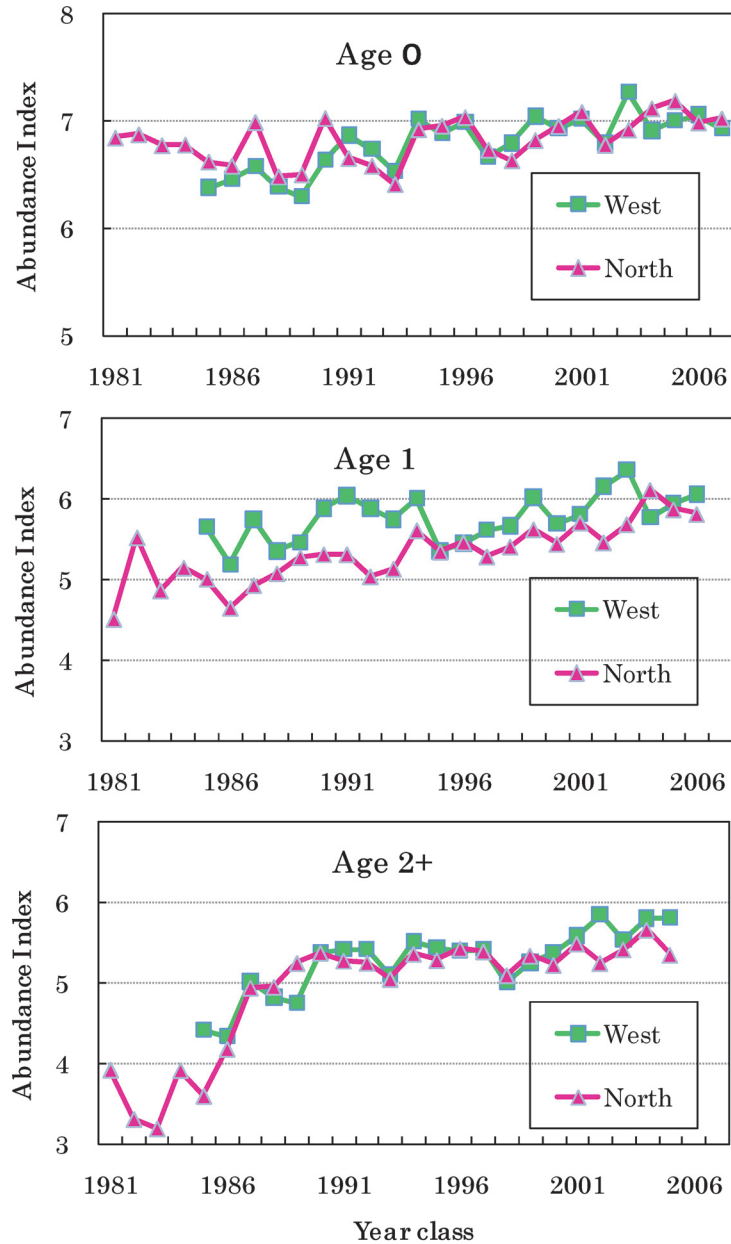 8
Age 0
7
Abundance Index
West
6
North
5
1981 1986 1991 1996 2001 2006
7
Age 1
6
Abundance Index
5
West
4
North
3
1981 1986 1991 1996 2001 2006
7
Age 2+
6
Abundance Index
5
West
4
North
3
1981 1986 1991 1996 2001 2006
Year class